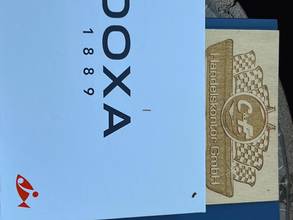 DOXA
1889
C&F
Handelskontor GmbH